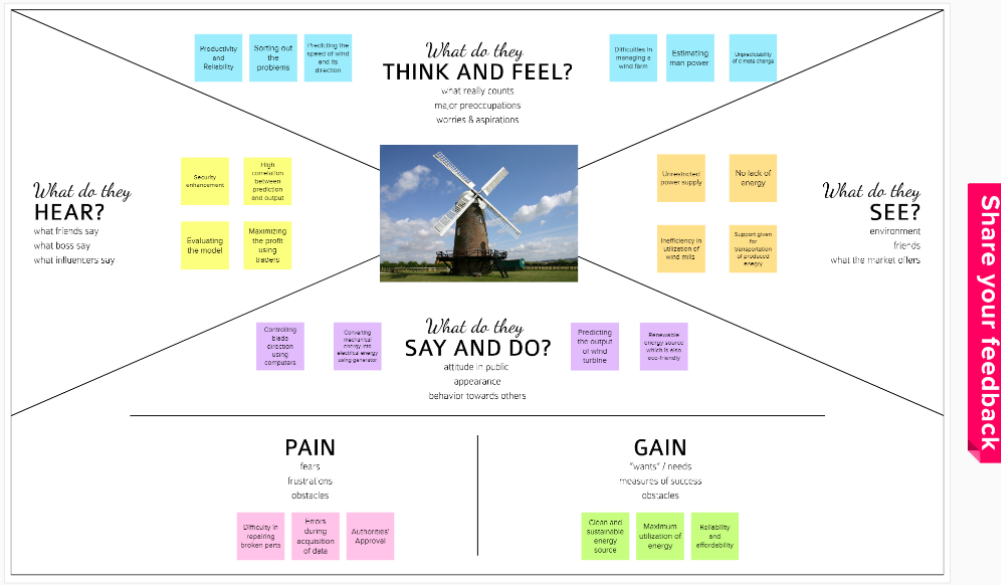 What do they
THINK AND FEEL?
what really counts
major preoccupations
worries & aspirations
Productivity
and
Reliability
Sorting out
the
problems
Predicting the
speed of wind
and its
direction
Difficulties in
managing a
wind farm
Estimating
man power
Unpredictability
of climate change
What do they
HEAR?
what friends say
what boss say
what influencers say
Security
enhancement
High
correlation
between
prediction
and output
Evaluating
the model
Maximizing
the profit
using
traders
Unrestricted
power supply
No lack of
energy
Inefficiency in
utilization of
wind mills
Support given
for
transportation
of produced
energy
What do they
SEE?
environment
friends
what the market offers
Controlling
blade
direction
using
computers
Converting
mechanical
energy into
electrical energy
using generator
What do they
SAY AND DO?
attitude in public
appearance
behavior towards others
Predicting
the output
of wind
turbine
Renewable
energy source
which is also
eco-friendly
PAIN
fears
frustrations
obstacles
Difficulty in
repairing
broken parts
Errors
during
acquisition
of data
Authorities'
Approval
GAIN
"wants" / needs
measures of success
obstacles
Clean and
sustainable
energy
source
Maximum
utilization of
energy
Reliability
and
affordability
Share your feedback